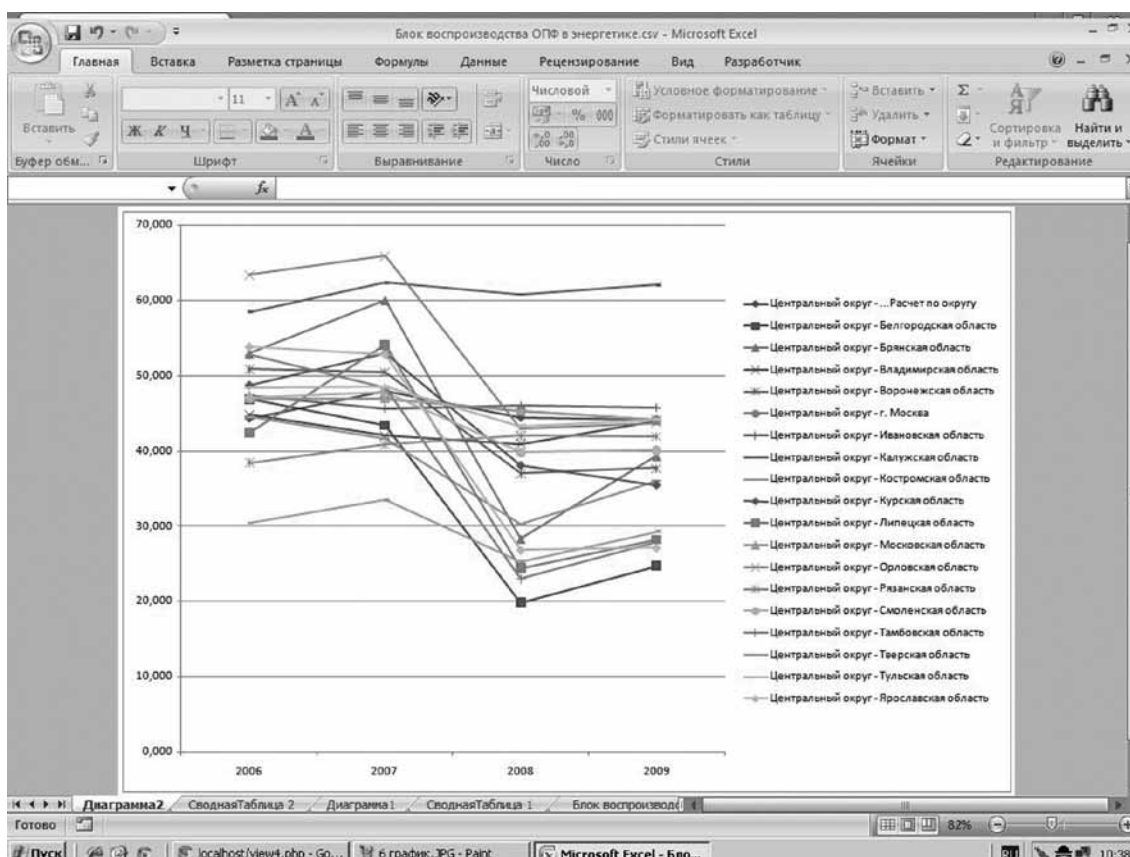 Блок воспроизводства ОПФ в энергетике.csv - Microsoft Excel
Главная Вставка Разметка страницы Формулы Данные Рецензирование Вид Разработчик
Вставить
Буфер обм...
11
Ж К Ч
Шрифт
Выравнивание
Числовой
% 000
Число
Условное форматирование
Форматировать как таблицу
Стили ячеек
Стили
Вставить
Удалить
Формат
Ячейки
Σ
Сортировка и фильтр
Найти и выделить
Редактирование
fx
70,000
60,000
50,000
40,000
30,000
20,000
10,000
0,000
2006 2007 2008 2009
Центральный округ - ...Расчет по округу
Центральный округ - Белгородская область
Центральный округ - Брянская область
Центральный округ - Владимирская область
Центральный округ - Воронежская область
Центральный округ - г. Москва
Центральный округ - Ивановская область
Центральный округ - Калужская область
Центральный округ - Костромская область
Центральный округ - Курская область
Центральный округ - Липецкая область
Центральный округ - Московская область
Центральный округ - Орловская область
Центральный округ - Рязанская область
Центральный округ - Смоленская область
Центральный округ - Тамбовская область
Центральный округ - Тверская область
Центральный округ - Тульская область
Центральный округ - Ярославская область
Диаграмма2 СводнаяТаблица 2 Диаграмма1 СводнаяТаблица 1 Блок воспроизвод
Готово
82%
Пуск
localhost/view4.php - Go...
6 график.JPG - Paint
Microsoft Excel - Бло...
RU
10:38